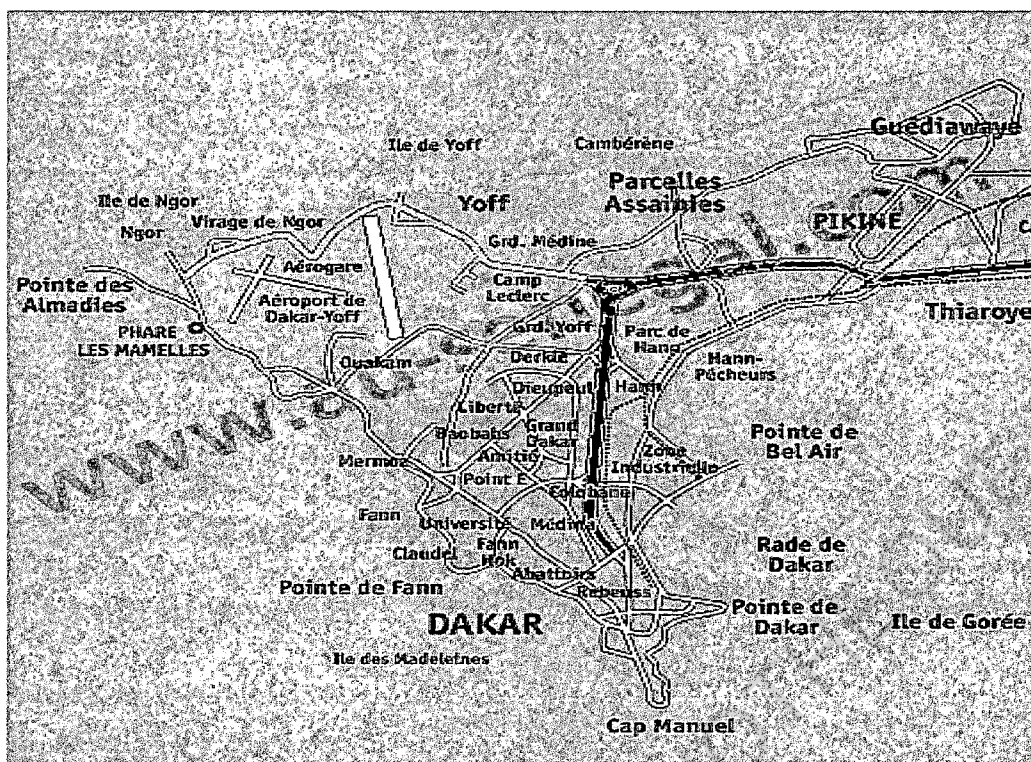 Guédiawaye
Ile de Yoff
Cambérène
Parcelles
Assainies
Ile de Ngor
Yoff
PIKINE
Virage de Ngor
Ngor
Grd. Médine
Aérogare
Camp
Leclerc
Pointe des
Almadies
Aéroport de
Dakar-Yoff
Thiaroye
PHARE
LES MAMELLES
Grd. Yoff
Parc de
Hann
Derklé
Ouakam
Hann-
Pêcheurs
Dieupeul
Hann
Liberté
Grand
Dakar
Baobabs
Pointe de
Bel Air
Amitié
Zone
Industrielle
Mermoz
Point E
Colobane
Fann
Université
Médina
Fann
Hok
Claudel
Rade de
Dakar
Abattoirs
Pointe de Fann
Rebeuss
DAKAR
Pointe de
Dakar
Ile de Gorée
Ile des Madeleines
Cap Manuel